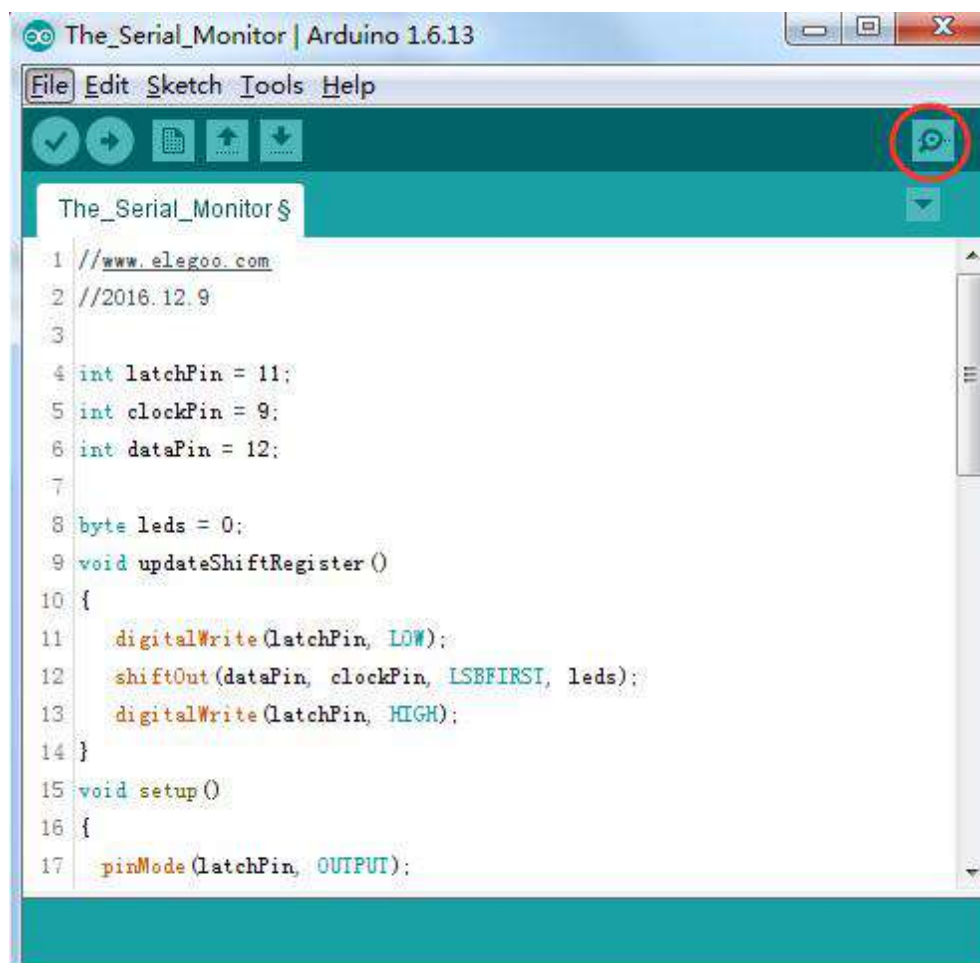 The_Serial_Monitor | Arduino 1.6.13
File Edit Sketch Tools Help
The_Serial_Monitor §
1 //www.elegoo.com
2 //2016.12.9
3
4 int latchPin = 11;
5 int clockPin = 9;
6 int dataPin = 12;
7
8 byte leds = 0;
9 void updateShiftRegister()
10 {
11 digitalWrite(latchPin, LOW);
12 shiftOut(dataPin, clockPin, LSBFIRST, leds);
13 digitalWrite(latchPin, HIGH);
14 }
15 void setup()
16 {
17 pinMode(latchPin, OUTPUT);